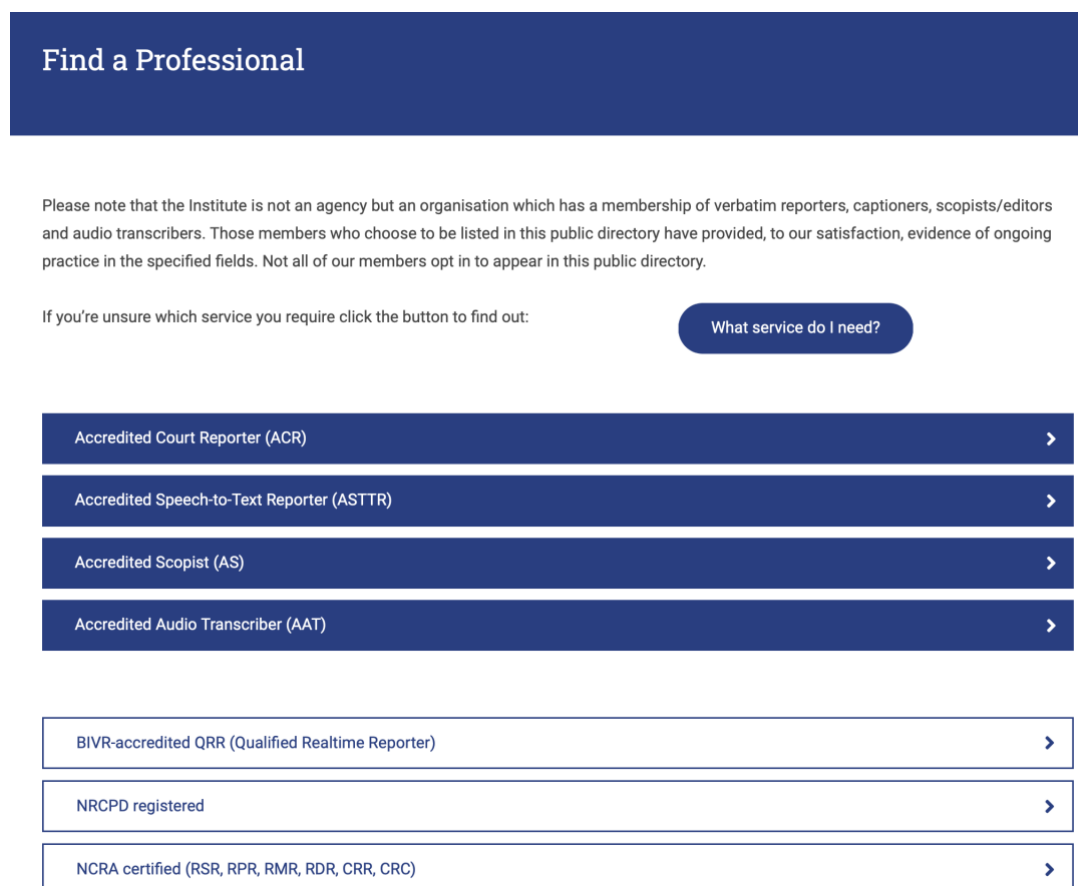 Find a Professional
Please note that the Institute is not an agency but an organisation which has a membership of verbatim reporters, captioners, scopists/editors
and audio transcribers. Those members who choose to be listed in this public directory have provided, to our satisfaction, evidence of ongoing
practice in the specified fields. Not all of our members opt in to appear in this public directory.
If you're unsure which service you require click the button to find out:
What service do I need?
Accredited Court Reporter (ACR)
Accredited Speech-to-Text Reporter (ASTTR)
Accredited Scopist (AS)
Accredited Audio Transcriber (AAT)
BIVR-accredited QRR (Qualified Realtime Reporter)
NRCPD registered
NCRA certified (RSR, RPR, RMR, RDR, CRR, CRC)